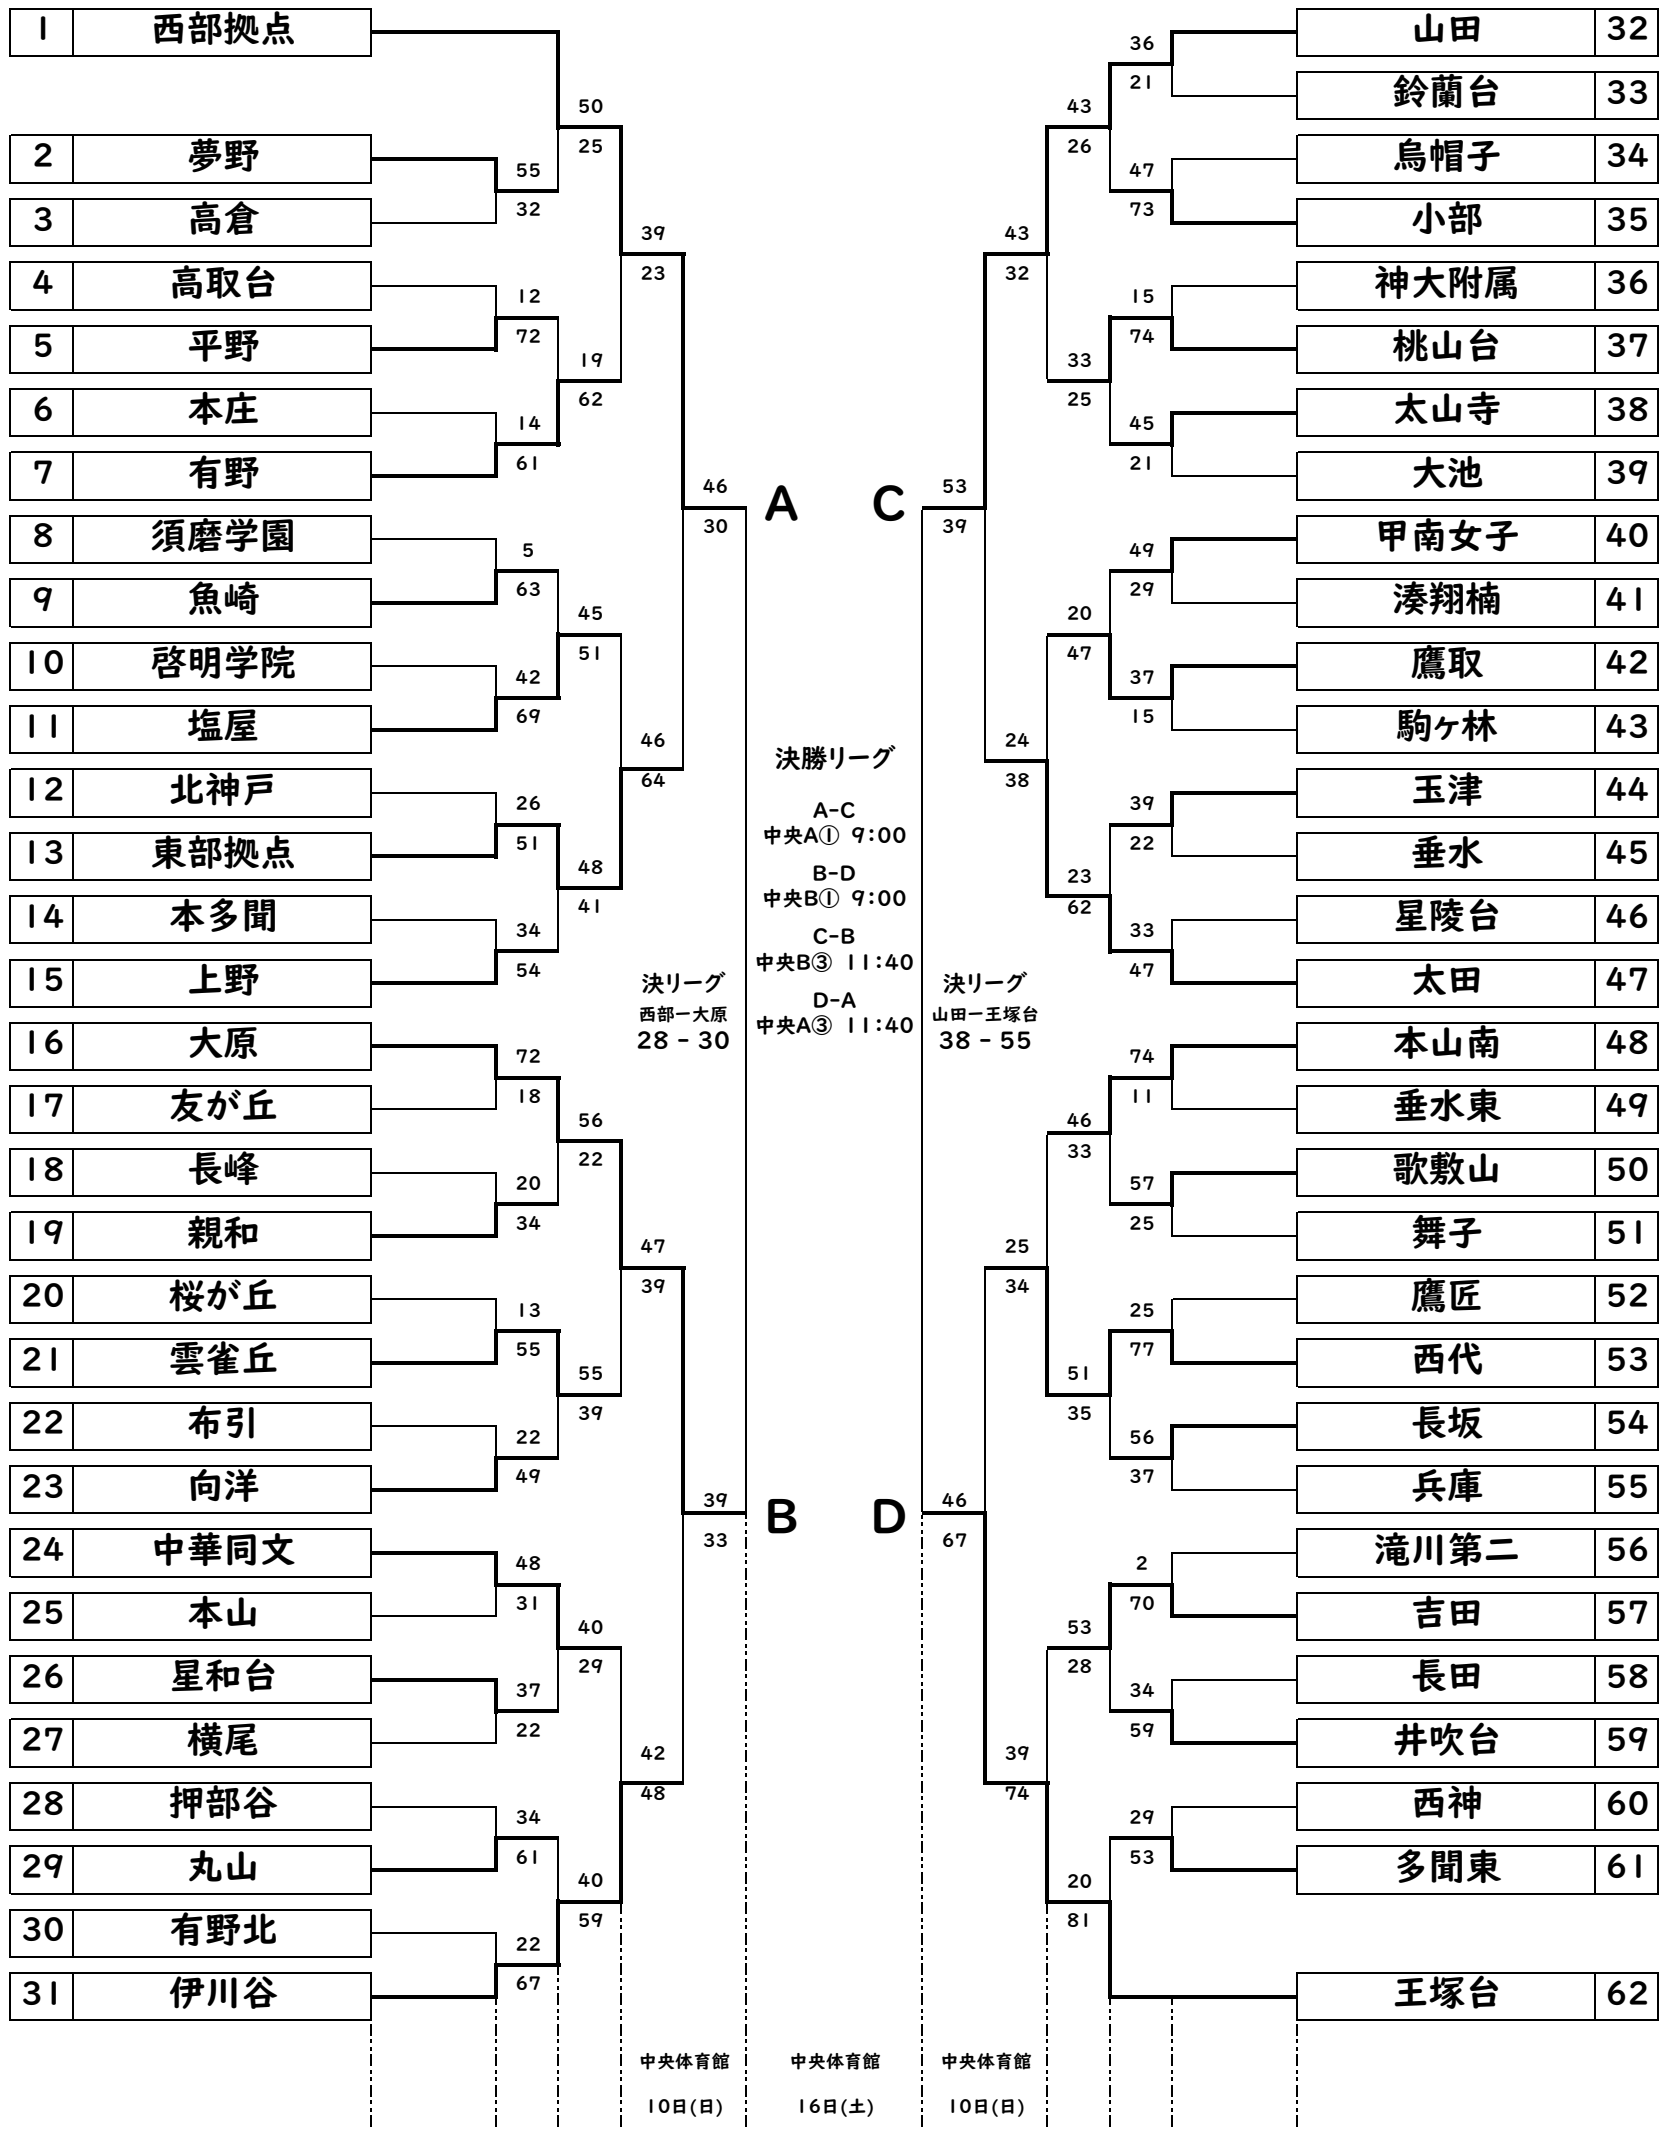 1 西部拠点
2 夢野
3 高倉
4 高取台
5 平野
6 本庄
7 有野
8 須磨学園
9 魚崎
10 啓明学院
11 塩屋
12 北神戸
13 東部拠点
14 本多聞
15 上野
16 大原
17 友が丘
18 長峰
19 親和
20 桜が丘
21 雲雀丘
22 布引
23 向洋
24 中華同文
25 本山
26 星和台
27 横尾
28 押部谷
29 丸山
30 有野北
31 伊川谷
55
32
12
72
14
61
5
63
42
69
26
51
34
54
72
18
20
34
13
55
22
49
48
31
37
22
34
61
22
67
50
25
19
62
45
51
48
41
56
22
55
39
40
29
40
59
39
23
46
64
47
39
42
48
46
30
39
33
A
B
決リーグ
西部ー大原
28 - 30
決勝リーグ
A-C
中央A① 9:00
B-D
中央B① 9:00
C-B
中央B③ 11:40
D-A
中央A③ 11:40
決リーグ
山田ー王塚台
38 - 55
C
D
53
39
46
67
43
32
24
38
25
34
39
74
43
26
33
25
20
47
23
62
46
33
51
35
53
28
20
81
36
21
47
73
15
74
45
21
49
29
37
15
39
22
33
47
74
11
57
25
25
77
56
37
2
70
34
59
29
53
山田 32
鈴蘭台 33
烏帽子 34
小部 35
神大附属 36
桃山台 37
太山寺 38
大池 39
甲南女子 40
湊翔楠 41
鷹取 42
駒ヶ林 43
玉津 44
垂水 45
星陵台 46
太田 47
本山南 48
垂水東 49
歌敷山 50
舞子 51
鷹匠 52
西代 53
長坂 54
兵庫 55
滝川第二 56
吉田 57
長田 58
井吹台 59
西神 60
多聞東 61
王塚台 62
中央体育館
10日(日)
中央体育館
16日(土)
中央体育館
10日(日)